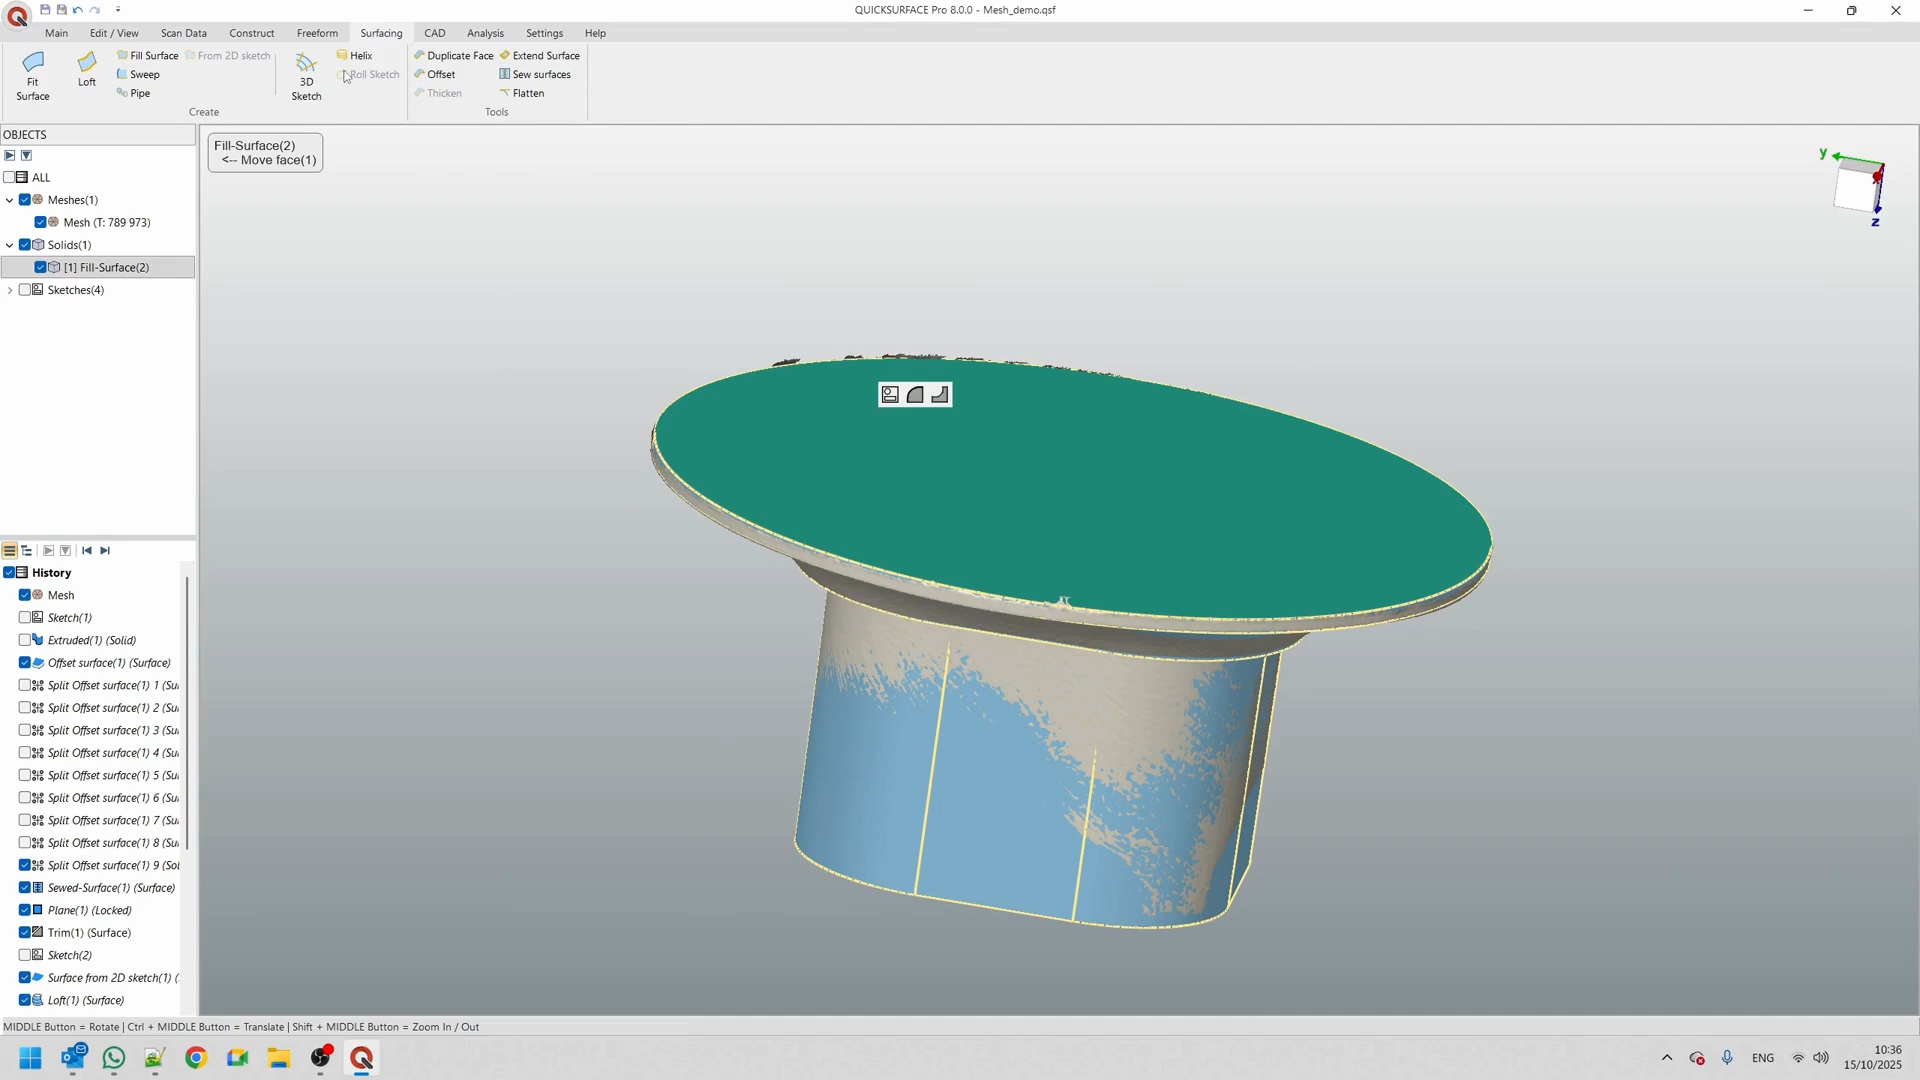 QUICKSURFACE Pro 8.0.0 - Mesh_demo.qsf
Main Edit / View Scan Data Construct Freeform Surfacing CAD Analysis Settings Help
Fit Surface
Loft
Fill Surface
From 2D sketch
Sweep
Pipe
Create
3D Sketch
Helix
Roll Sketch
Duplicate Face
Extend Surface
Offset
Sew surfaces
Thicken
Flatten
Tools
OBJECTS
ALL
Meshes(1)
Mesh (T: 789 973)
Solids(1)
[1] Fill-Surface(2)
Sketches(4)
Fill-Surface(2)
<-- Move face(1)
y
x
z
History
Mesh
Sketch(1)
Extruded(1) (Solid)
Offset surface(1) (Surface)
Split Offset surface(1) 1 (Su
Split Offset surface(1) 2 (Su
Split Offset surface(1) 3 (Su
Split Offset surface(1) 4 (Su
Split Offset surface(1) 5 (Su
Split Offset surface(1) 6 (Su
Split Offset surface(1) 7 (Su
Split Offset surface(1) 8 (Su
Split Offset surface(1) 9 (Sol
Sewed-Surface(1) (Surface)
Plane(1) (Locked)
Trim(1) (Surface)
Sketch(2)
Surface from 2D sketch(1) (
Loft(1) (Surface)
MIDDLE Button = Rotate | Ctrl + MIDDLE Button = Translate | Shift + MIDDLE Button = Zoom In / Out
ENG
10:36
15/10/2025